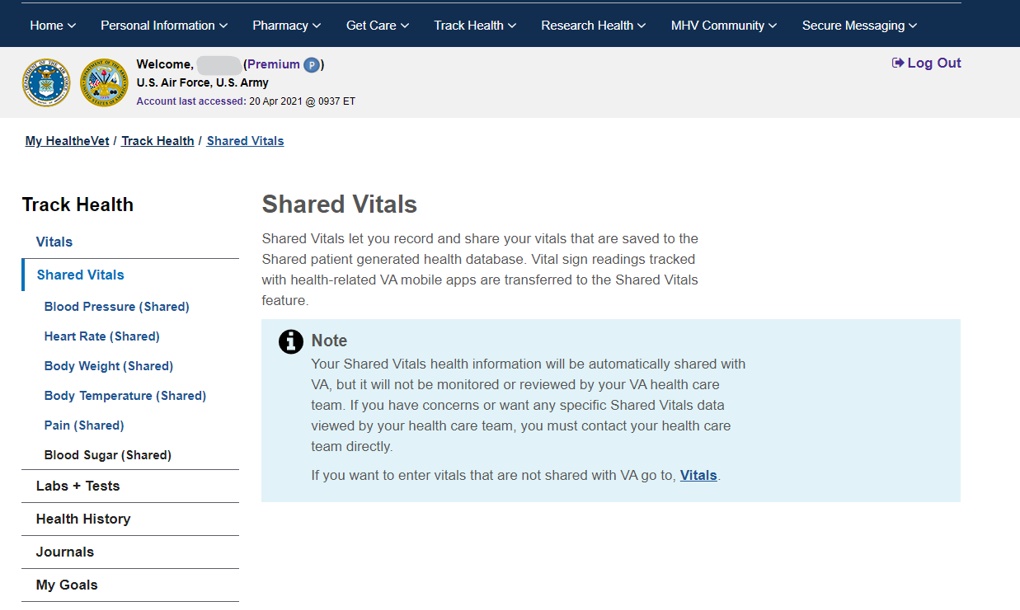 Home Personal Information Pharmacy Get Care Track Health Research Health MHV Community Secure Messaging
Welcome, (Premium P)
Log Out
U.S. Air Force, U.S. Army
Account last accessed: 20 Apr 2021 @ 0937 ET
My HealtheVet / Track Health / Shared Vitals
Track Health
Vitals
Shared Vitals
Blood Pressure (Shared)
Heart Rate (Shared)
Body Weight (Shared)
Body Temperature (Shared)
Pain (Shared)
Blood Sugar (Shared)
Labs + Tests
Health History
Journals
My Goals
Shared Vitals
Shared Vitals let you record and share your vitals that are saved to the
Shared patient generated health database. Vital sign readings tracked
with health-related VA mobile apps are transferred to the Shared Vitals
feature.
Note
Your Shared Vitals health information will be automatically shared with
VA, but it will not be monitored or reviewed by your VA health care
team. If you have concerns or want any specific Shared Vitals data
viewed by your health care team, you must contact your health care
team directly.
If you want to enter vitals that are not shared with VA go to, Vitals.